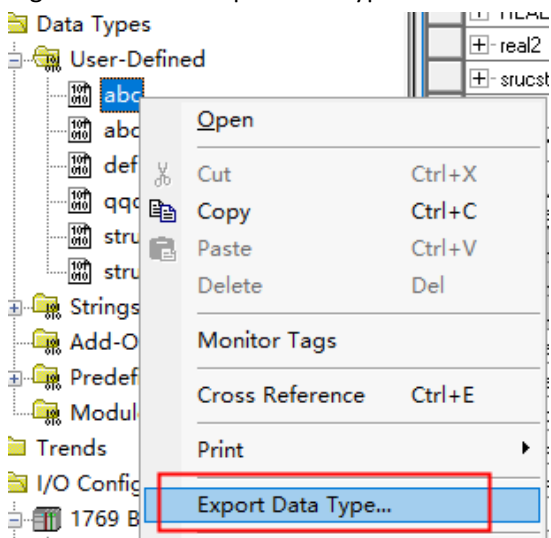 Data Types
User-Defined
abc
abc
def
qqc
stru
stru
Strings
Add-O
Predef
Modul
Trends
I/O Config
1769 B
real2
srucst
Open
Cut Ctrl+X
Copy Ctrl+C
Paste Ctrl+V
Delete Del
Monitor Tags
Cross Reference Ctrl+E
Print
Export Data Type...